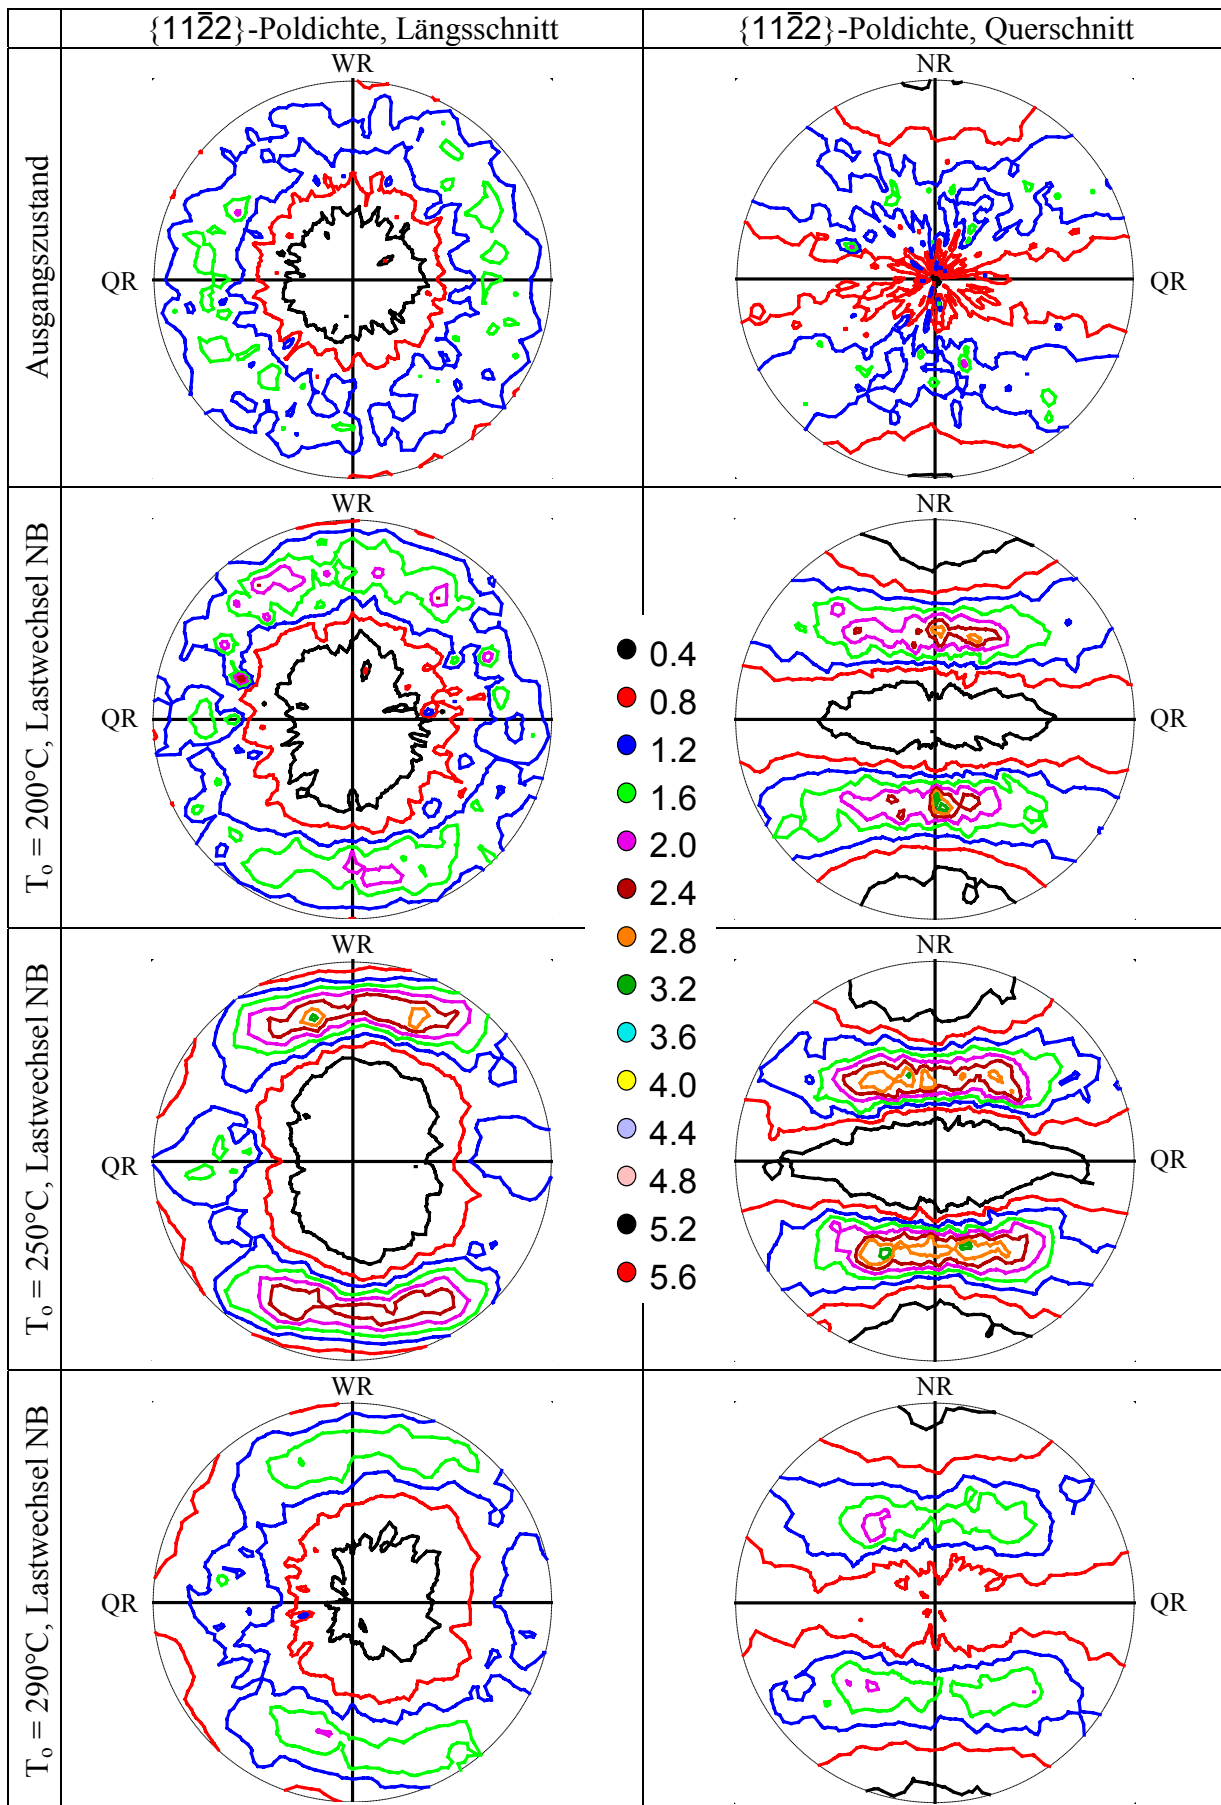 {112̅2}-Poldichte, Längsschnitt
{112̅2}-Poldichte, Querschnitt
Ausgangszustand
WR
QR
NR
QR
T₀ = 200°C, Lastwechsel NB
WR
QR
NR
QR
0.4
0.8
1.2
1.6
2.0
2.4
2.8
3.2
3.6
4.0
4.4
4.8
5.2
5.6
T₀ = 250°C, Lastwechsel NB
WR
QR
NR
QR
T₀ = 290°C, Lastwechsel NB
WR
QR
NR
QR